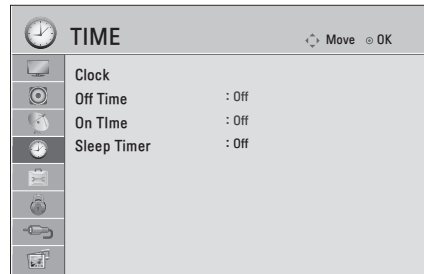 TIME
Move OK
Clock
Off Time : Off
On TIme : Off
Sleep Timer : Off